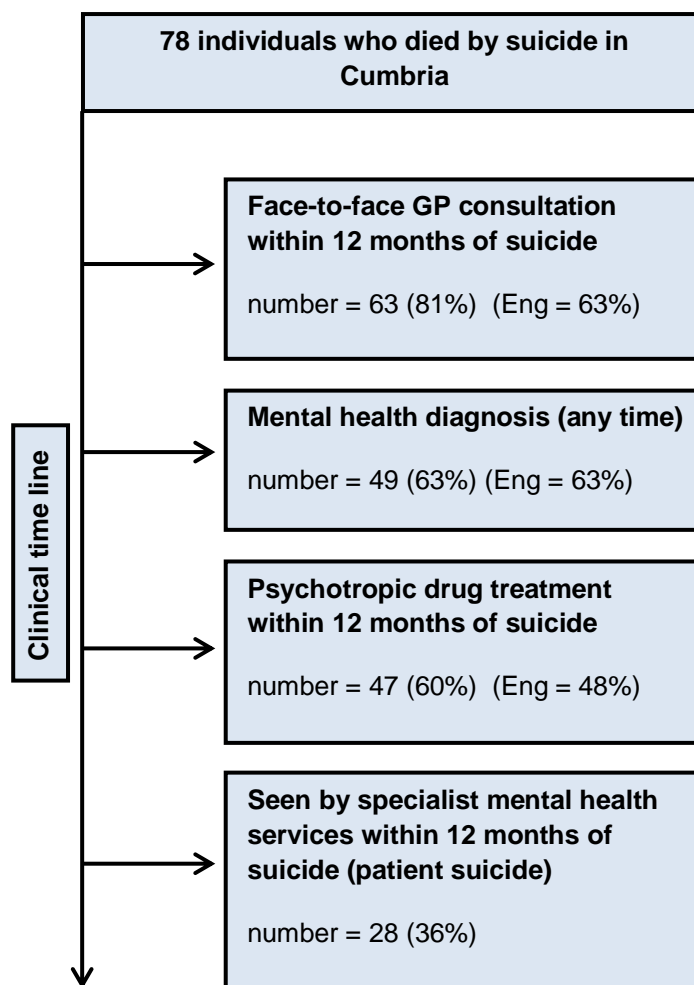 78 individuals who died by suicide in
Cumbria
Face-to-face GP consultation
within 12 months of suicide
number = 63 (81%) (Eng = 63%)
Mental health diagnosis (any time)
number = 49 (63%) (Eng = 63%)
Clinical time line
Psychotropic drug treatment
within 12 months of suicide
number = 47 (60%) (Eng = 48%)
Seen by specialist mental health
services within 12 months of
suicide (patient suicide)
number = 28 (36%)